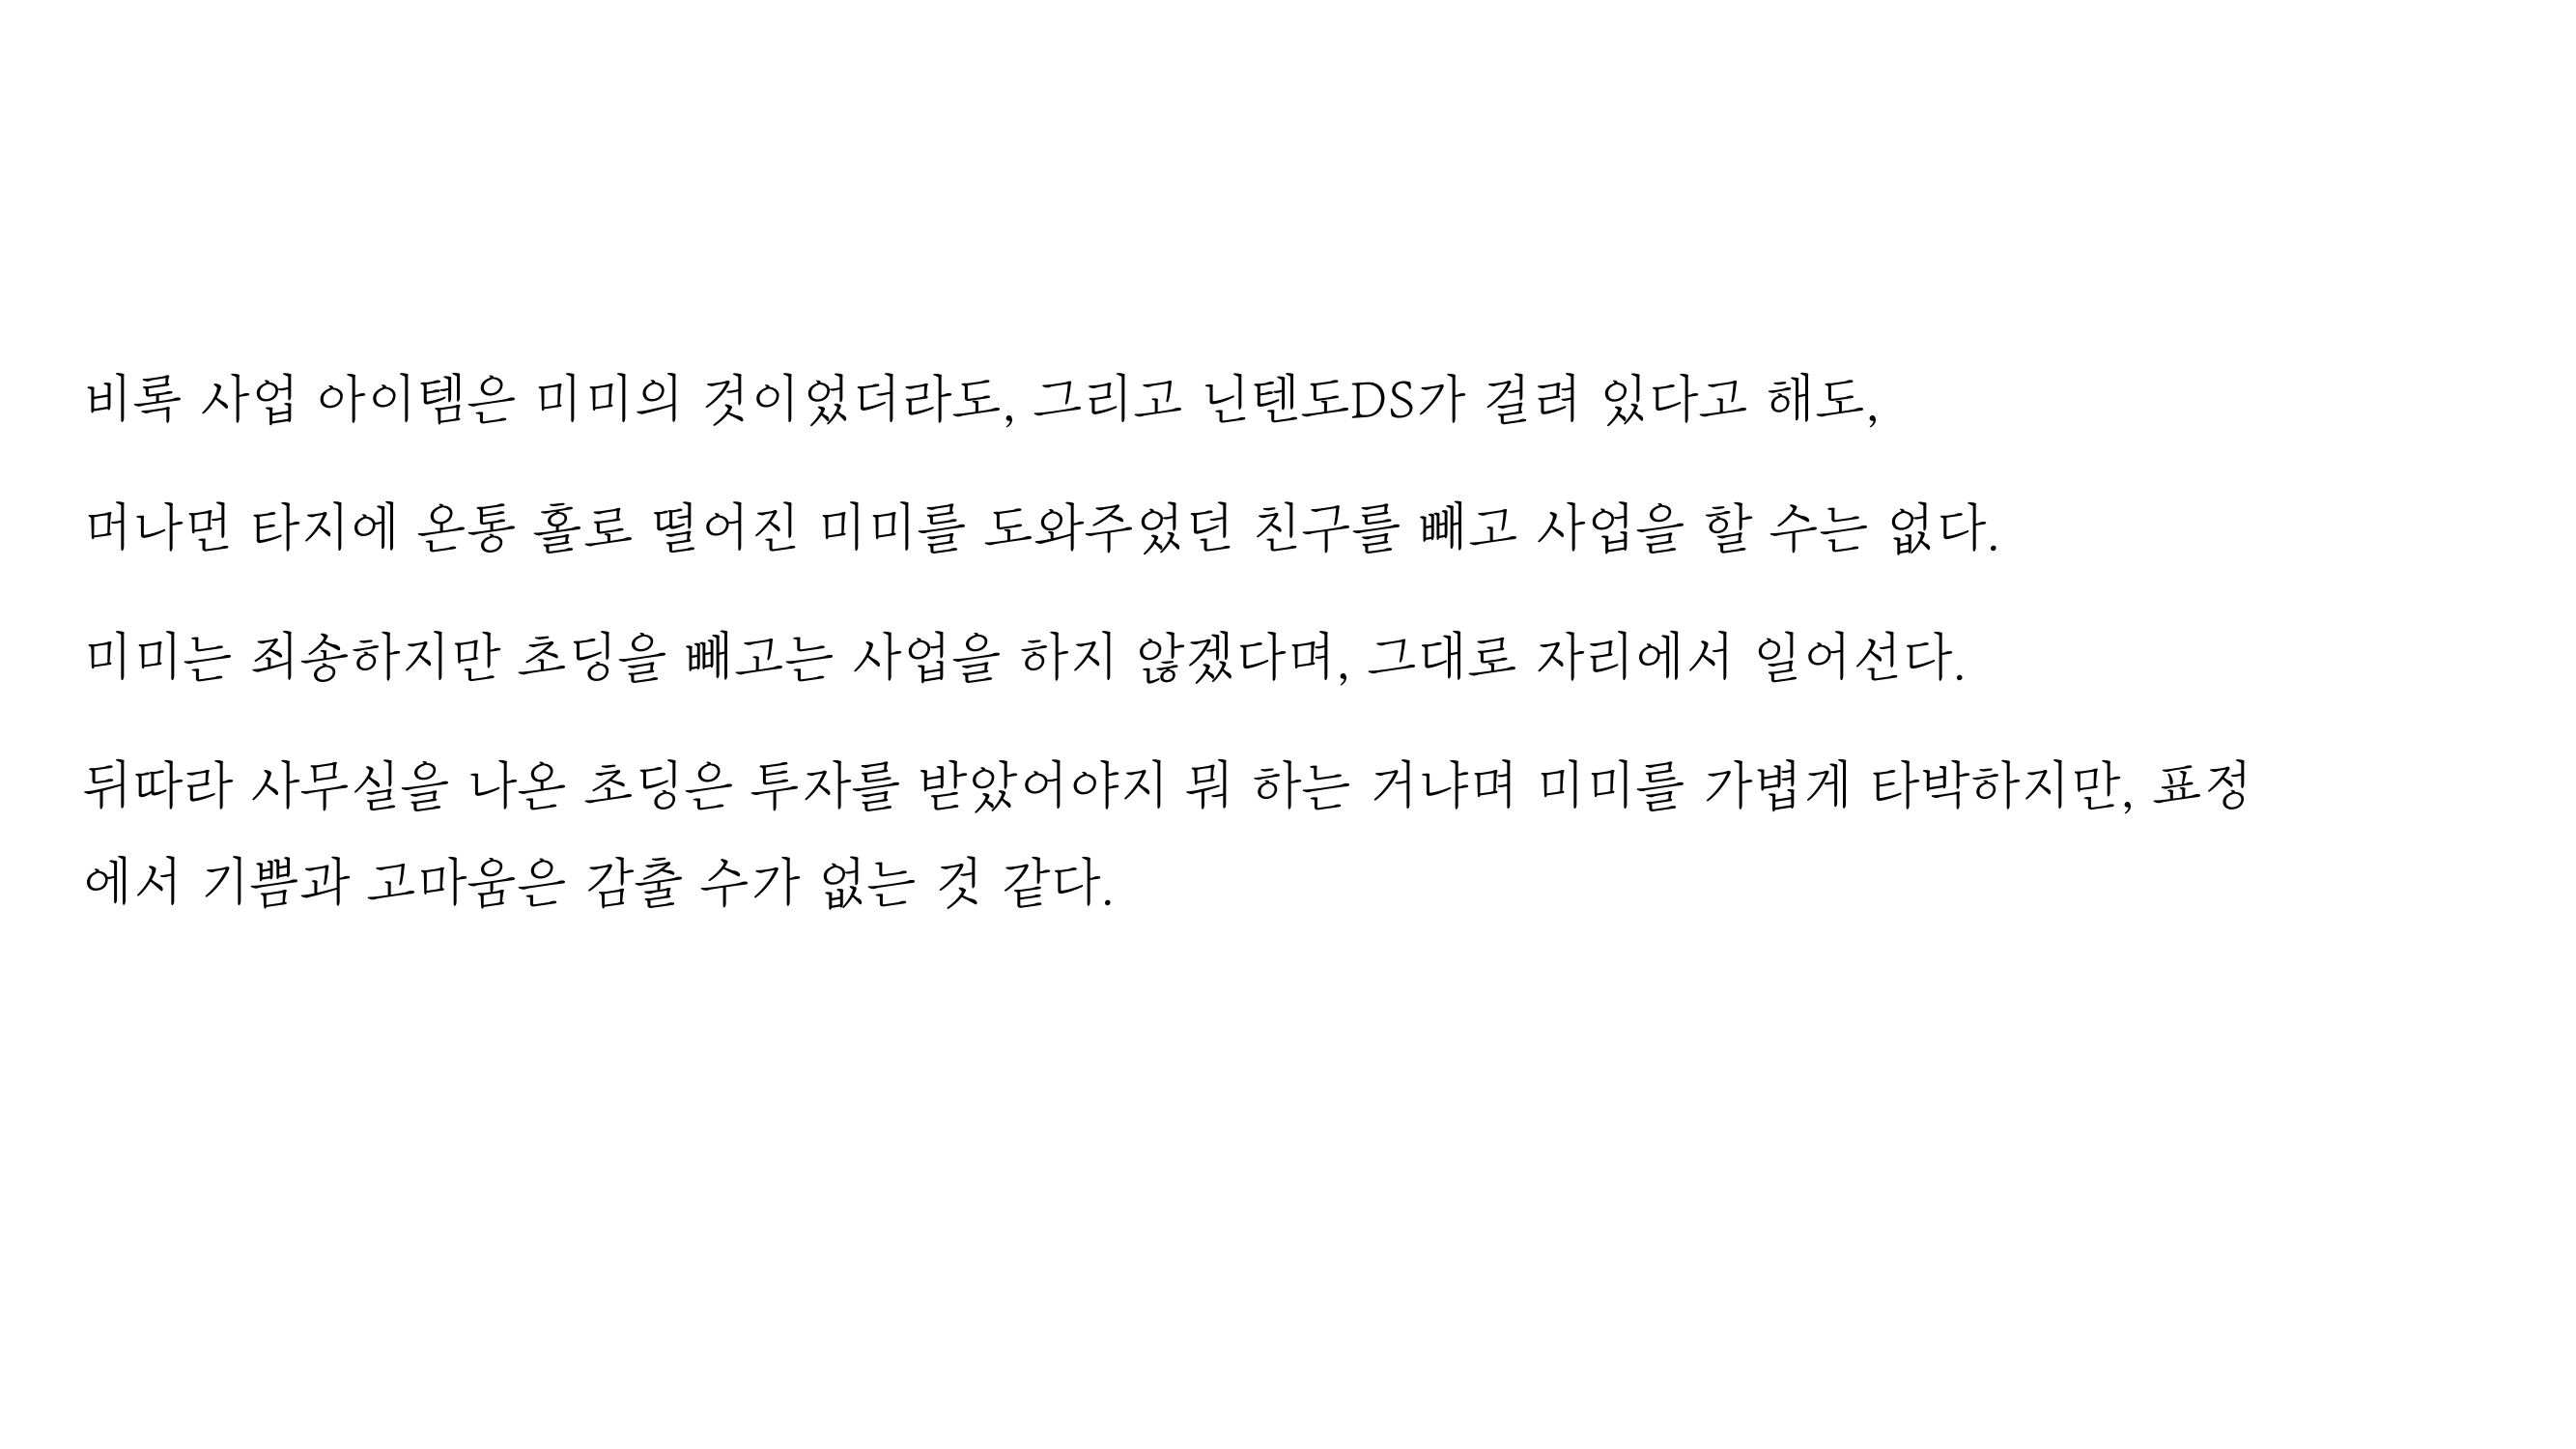 비록 사업 아이템은 미미의 것이었더라도, 그리고 닌텐도DS가 걸려 있다고 해도,
머나먼 타지에 온통 홀로 떨어진 미미를 도와주었던 친구를 빼고 사업을 할 수는 없다.
미미는 죄송하지만 초딩을 빼고는 사업을 하지 않겠다며, 그대로 자리에서 일어선다.
뒤따라 사무실을 나온 초딩은 투자를 받았어야지 뭐 하는 거냐며 미미를 가볍게 타박하지만, 표정
에서 기쁨과 고마움은 감출 수가 없는 것 같다.